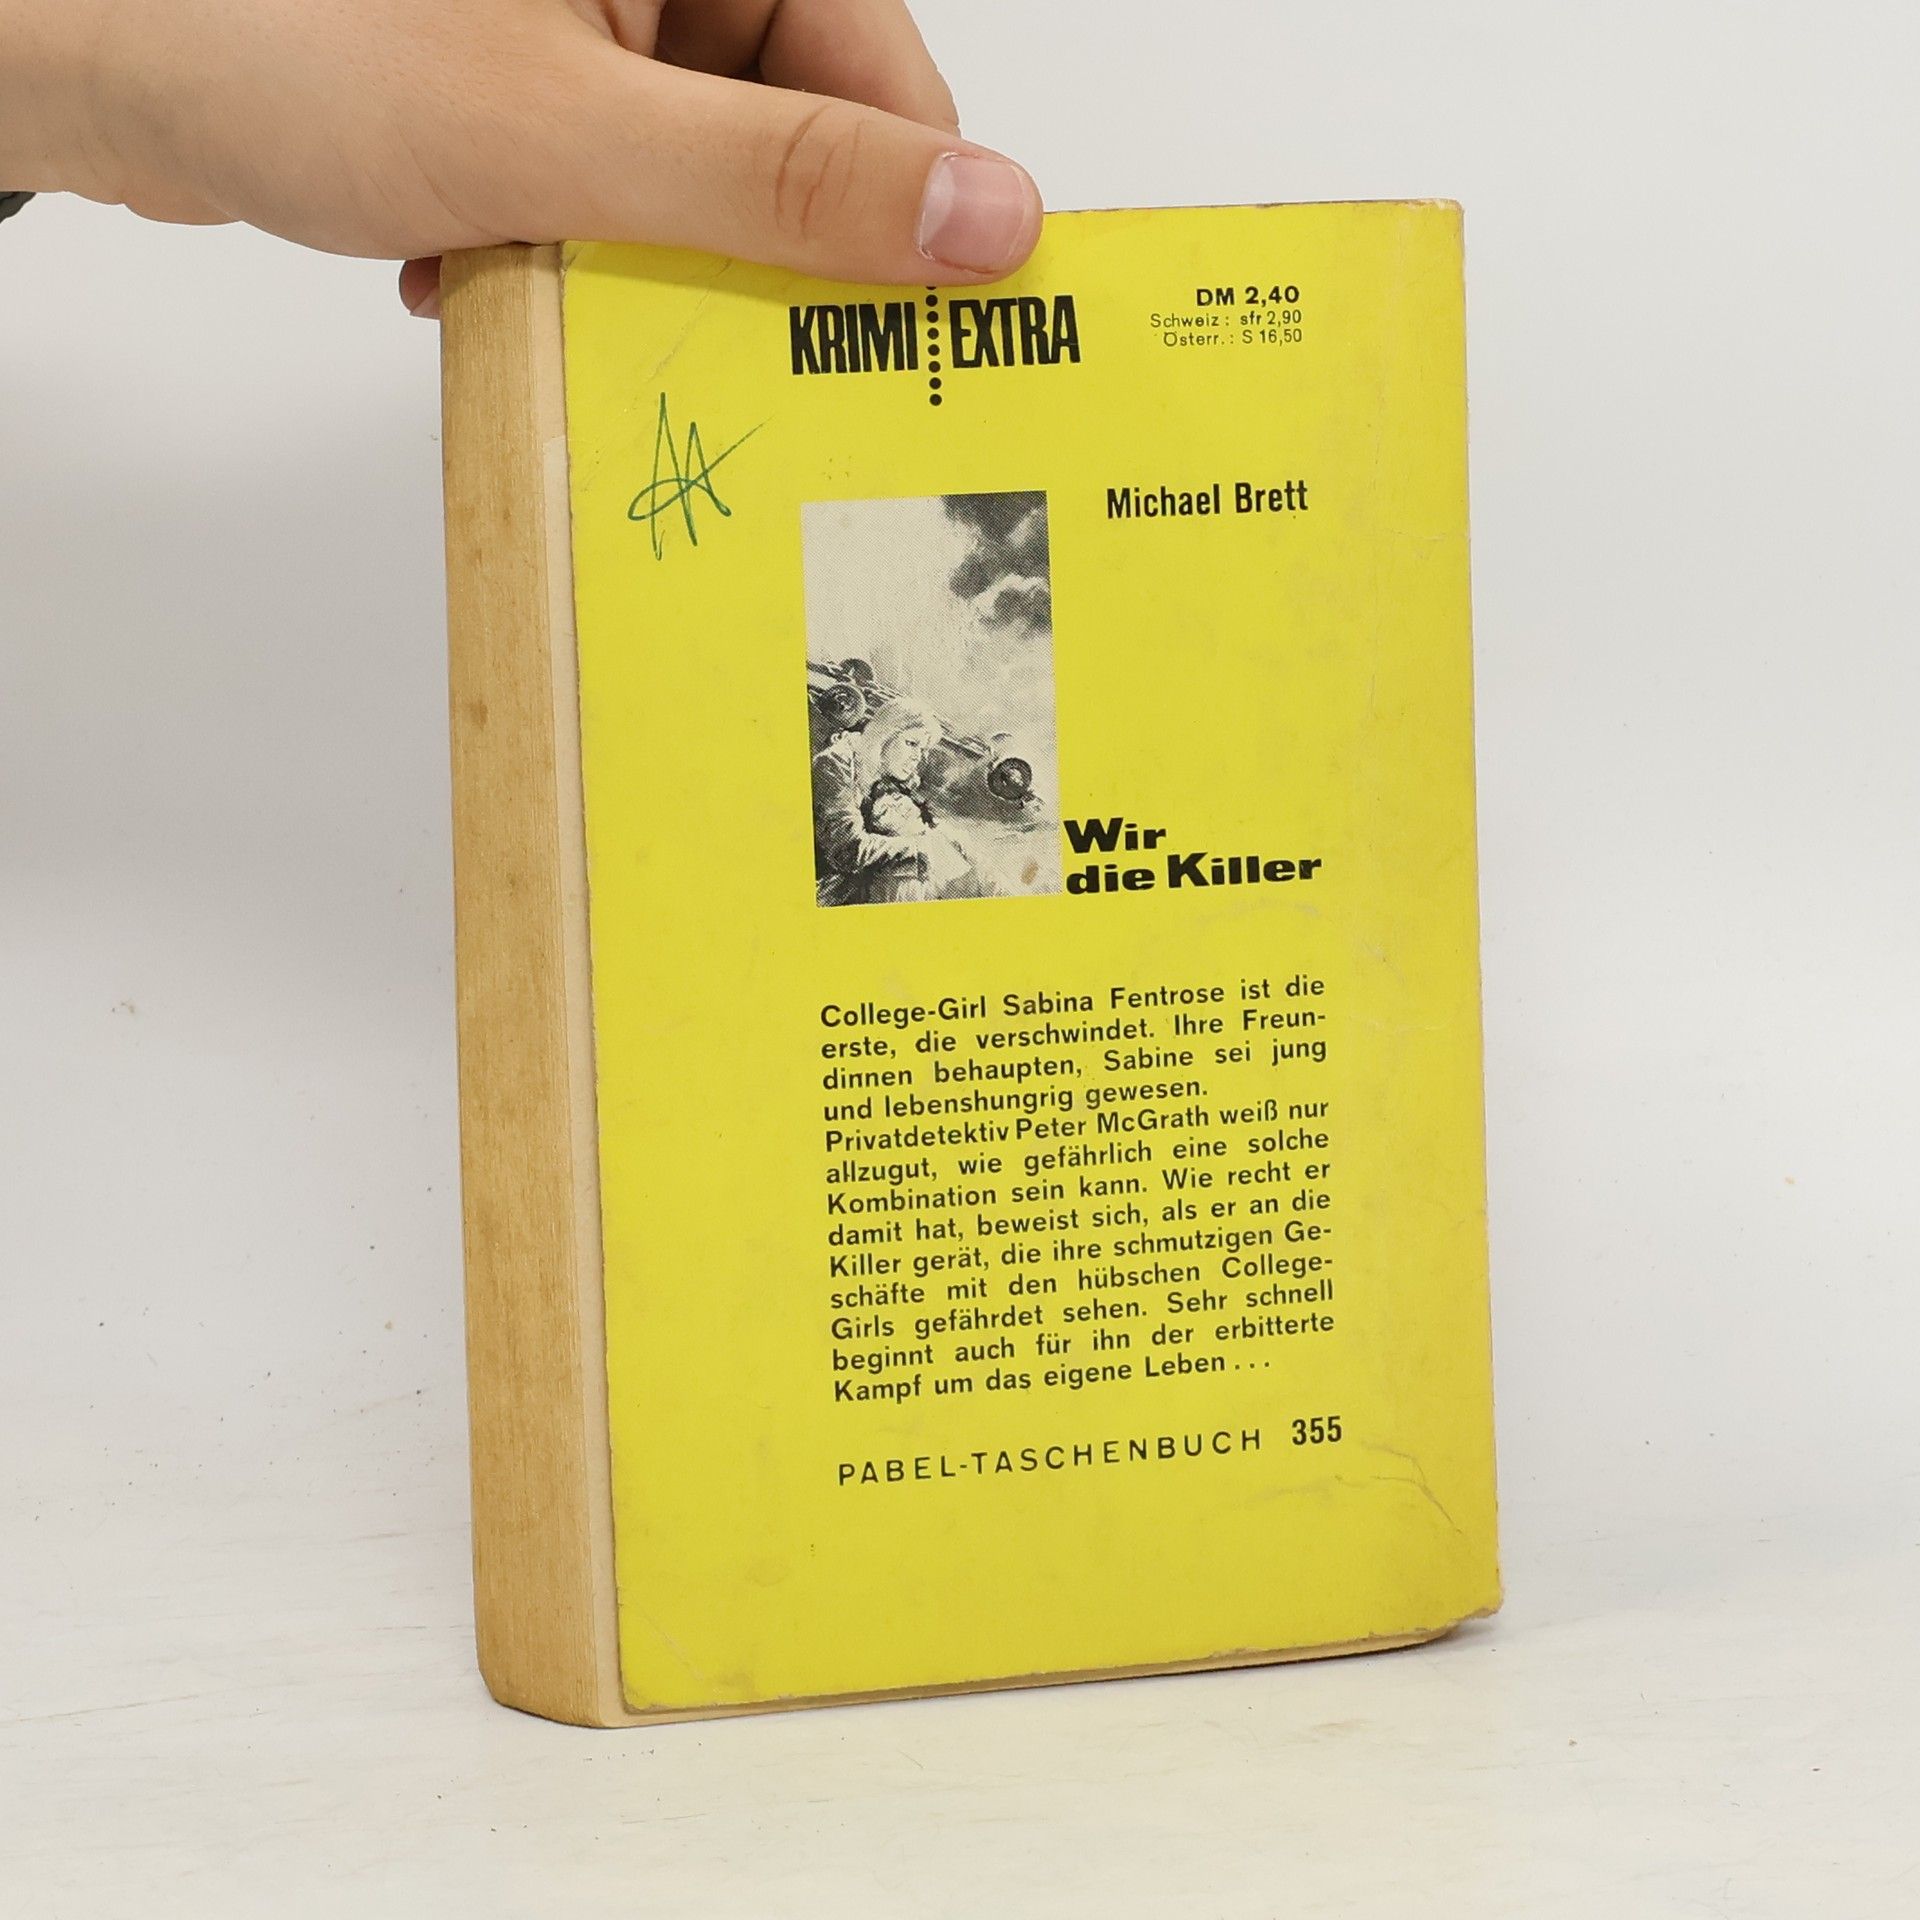 KRIMI EXTRA
DM 2,40
Schweiz : sfr 2,90
Österr. : S 16,50
Michael Brett
Wir
die Killer
College-Girl Sabina Fentrose ist die
erste, die verschwindet. Ihre Freun-
dinnen behaupten, Sabine sei jung
und lebenshungrig gewesen.
Privatdetektiv Peter McGrath weiß nur
allzugut, wie gefährlich eine solche
Kombination sein kann. Wie recht er
damit hat, beweist sich, als er an die
Killer gerät, die ihre schmutzigen Ge-
schäfte mit den hübschen College-
Girls gefährdet sehen. Sehr schnell
beginnt auch für ihn der erbitterte
Kampf um das eigene Leben . . .
PABEL-TASCHENBUCH 355